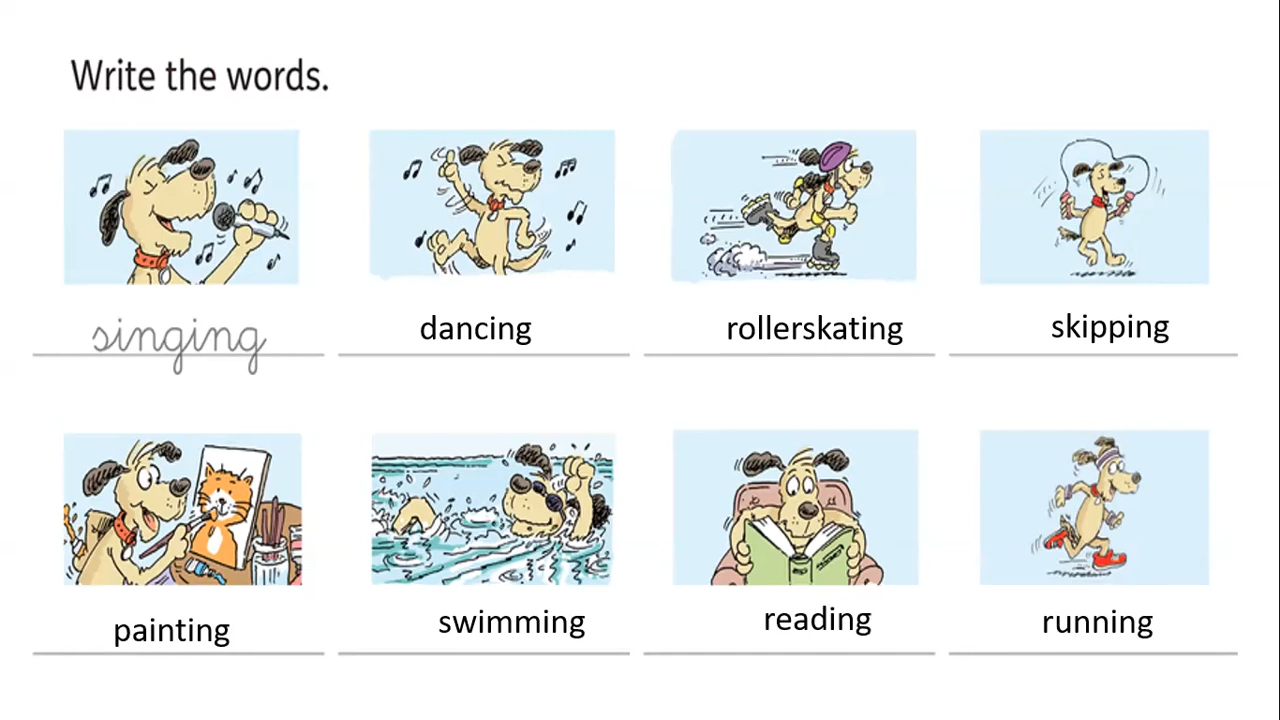 Write the words.
singing dancing rollerskating skipping
painting swimming reading running